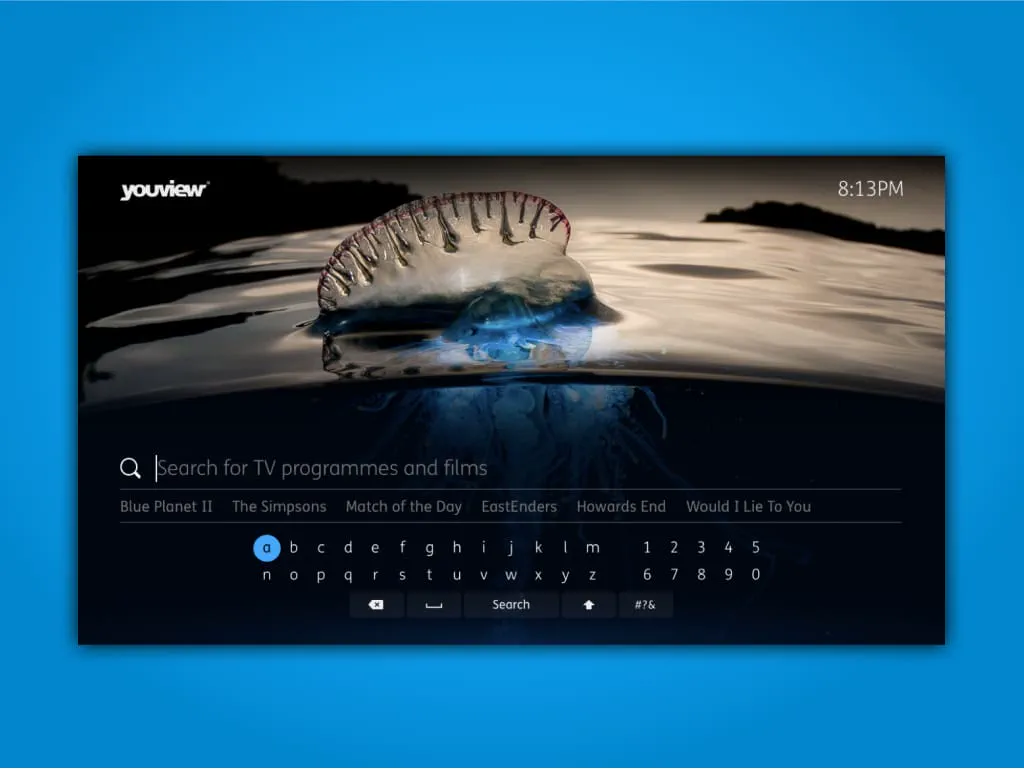 youview
8:13PM
Search for TV programmes and films
Blue Planet II The Simpsons Match of the Day EastEnders Howards End Would I Lie To You
a b c d e f g h i j k l m 1 2 3 4 5
n o p q r s t u v w x y z 6 7 8 9 0
Search #?&